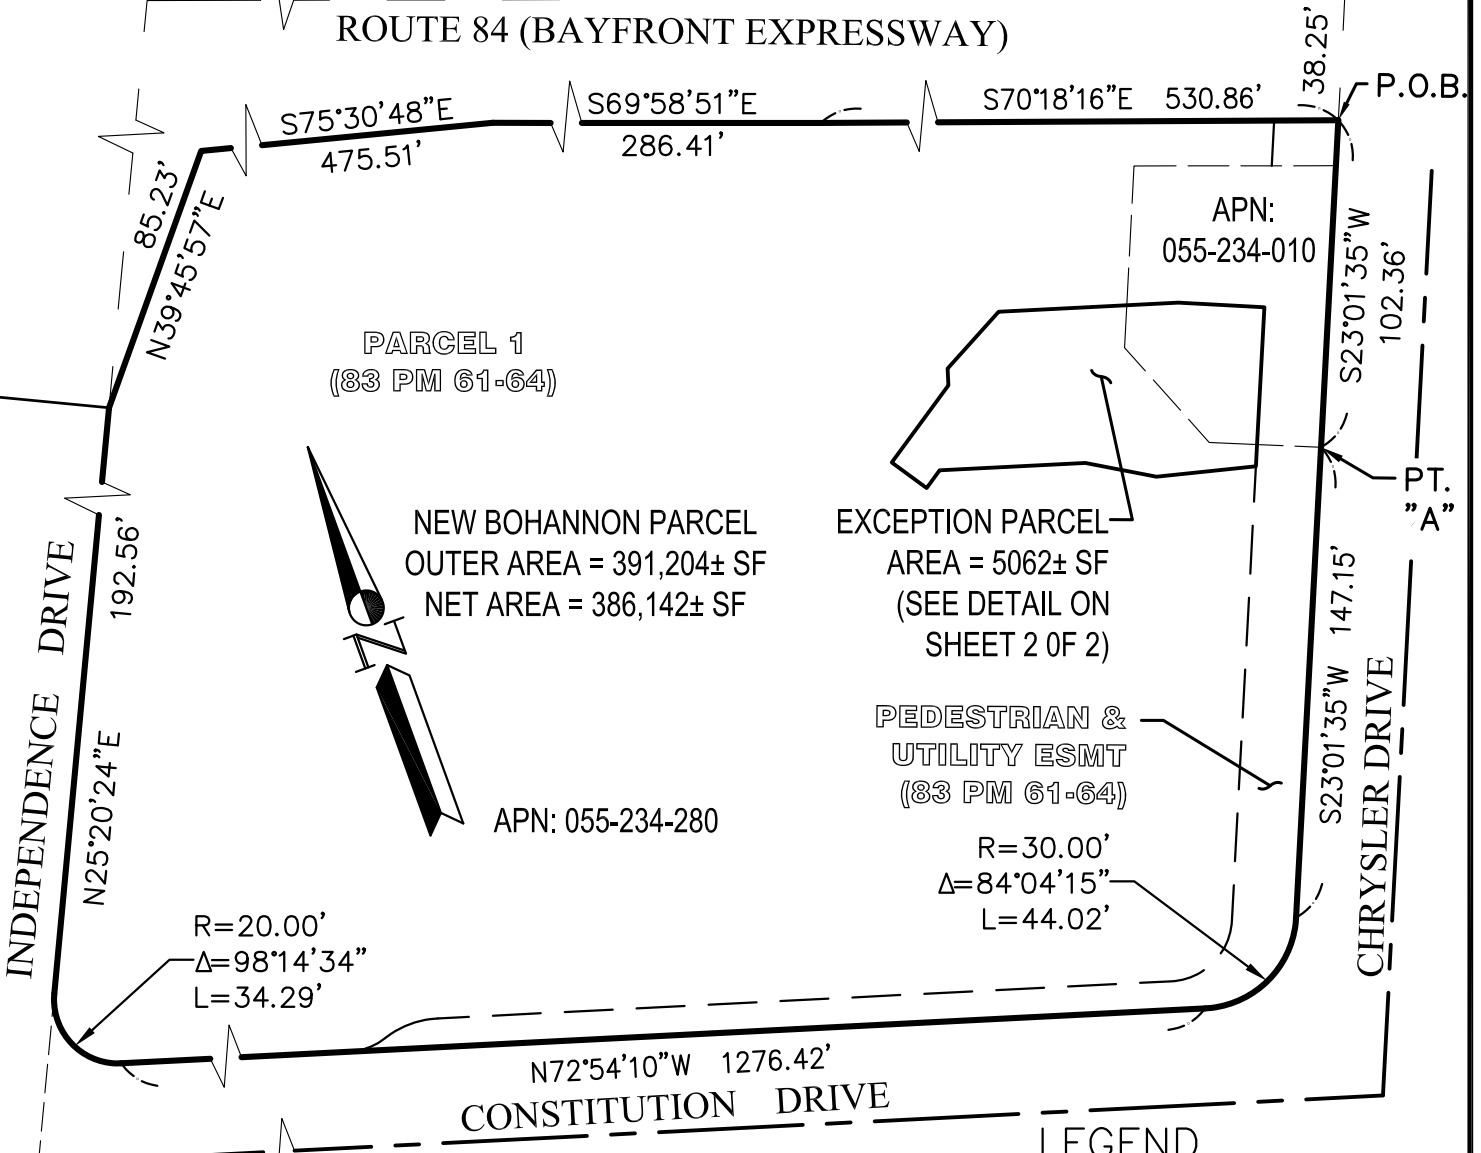 ROUTE 84 (BAYFRONT EXPRESSWAY)
38.25'
P.O.B.
S75°30'48"E
475.51'
S69°58'51"E
286.41'
S70°18'16"E 530.86'
85.23'
N39°45'57"E
APN:
055-234-010
S23°01'35"W
102.36'
PARCEL 1
(83 PM 61-64)
PT.
"A"
NEW BOHANNON PARCEL
OUTER AREA = 391,204± SF
NET AREA = 386,142± SF
EXCEPTION PARCEL
AREA = 5062± SF
(SEE DETAIL ON
SHEET 2 0F 2)
N
192.56'
N25°20'24"E
INDEPENDENCE DRIVE
S23°01'35"W 147.15'
CHRYSLER DRIVE
PEDESTRIAN &
UTILITY ESMT
(83 PM 61-64)
APN: 055-234-280
R=30.00'
Δ=84°04'15"
L=44.02'
R=20.00'
Δ=98°14'34"
L=34.29'
N72°54'10"W 1276.42'
CONSTITUTION DRIVE
LEGEND